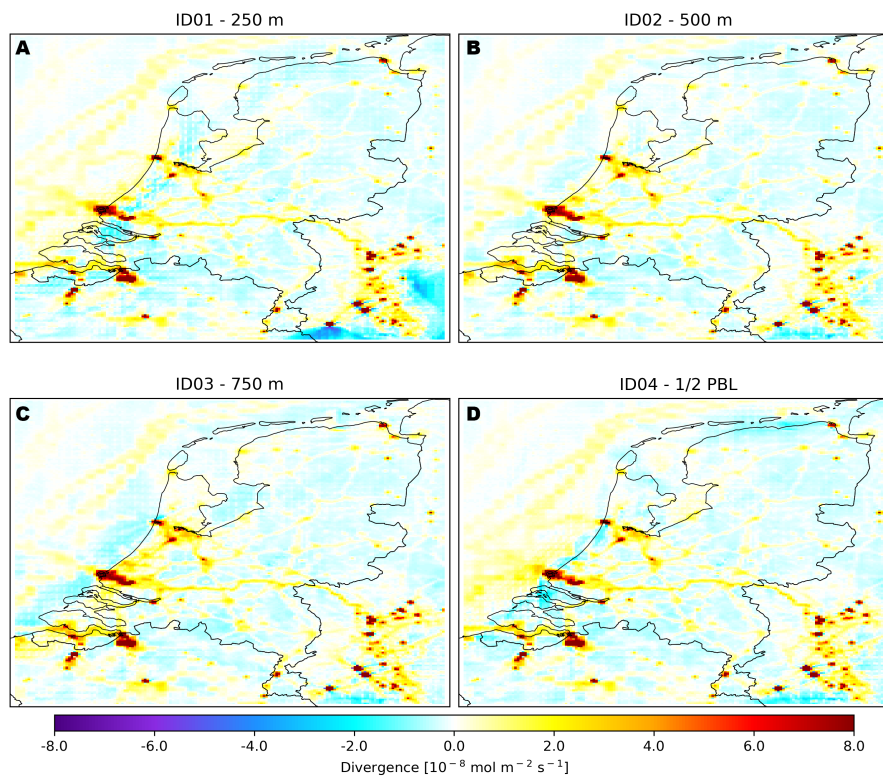 ID01 - 250 m
ID02 - 500 m
A
B
ID03 - 750 m
ID04 - 1/2 PBL
C
D
-8.0 -6.0 -4.0 -2.0 0.0 2.0 4.0 6.0 8.0
Divergence [10⁻⁸ mol m⁻² s⁻¹]